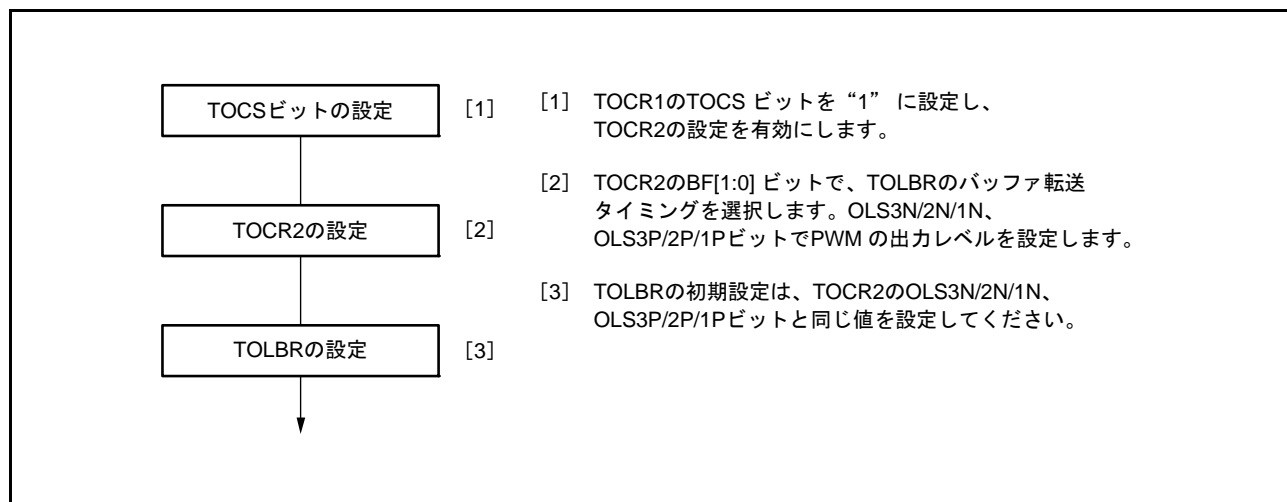 TOCSビットの設定 [1]
TOCR2の設定 [2]
TOLBRの設定 [3]
[1] TOCR1のTOCS ビットを“1” に設定し、
TOCR2の設定を有効にします。
[2] TOCR2のBF[1:0] ビットで、TOLBRのバッファ転送
タイミングを選択します。OLS3N/2N/1N、
OLS3P/2P/1PビットでPWM の出力レベルを設定します。
[3] TOLBRの初期設定は、TOCR2のOLS3N/2N/1N、
OLS3P/2P/1Pビットと同じ値を設定してください。